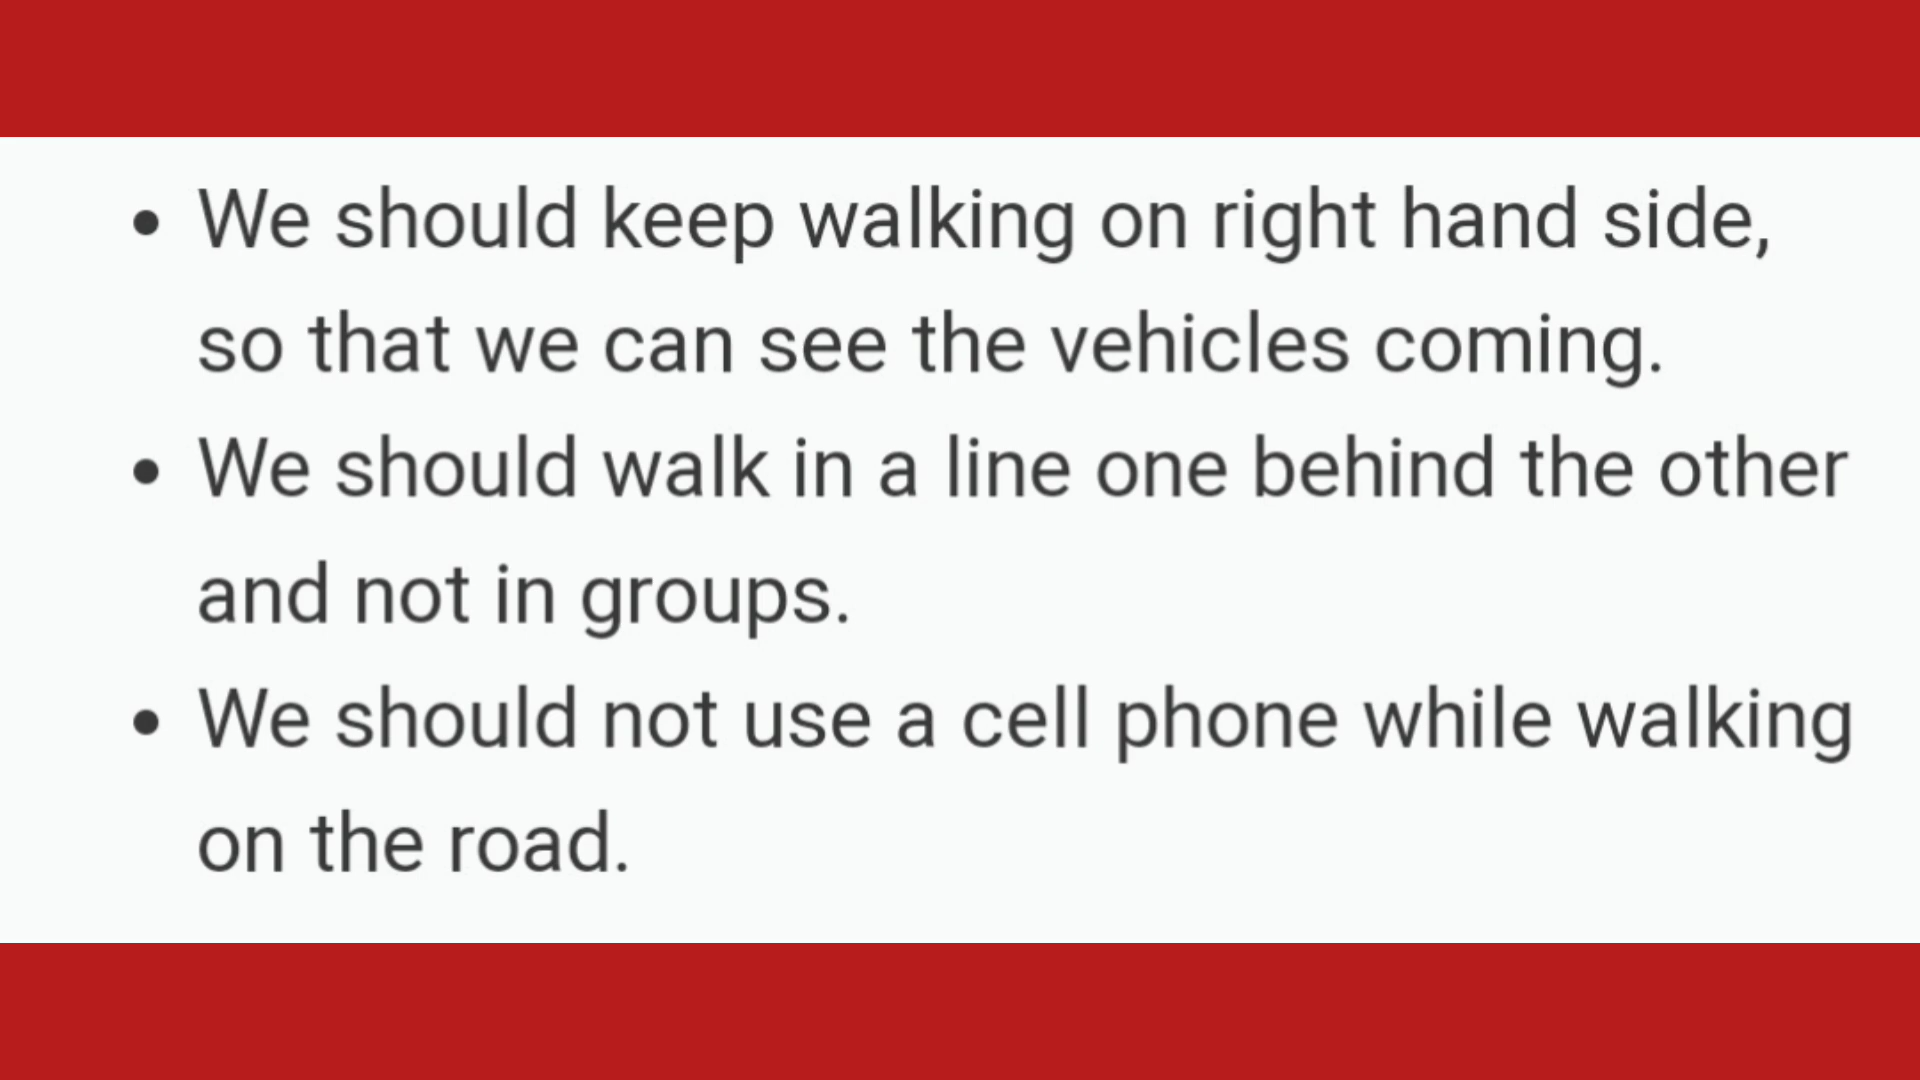 • We should keep walking on right hand side,
so that we can see the vehicles coming.
• We should walk in a line one behind the other
and not in groups.
• We should not use a cell phone while walking
on the road.